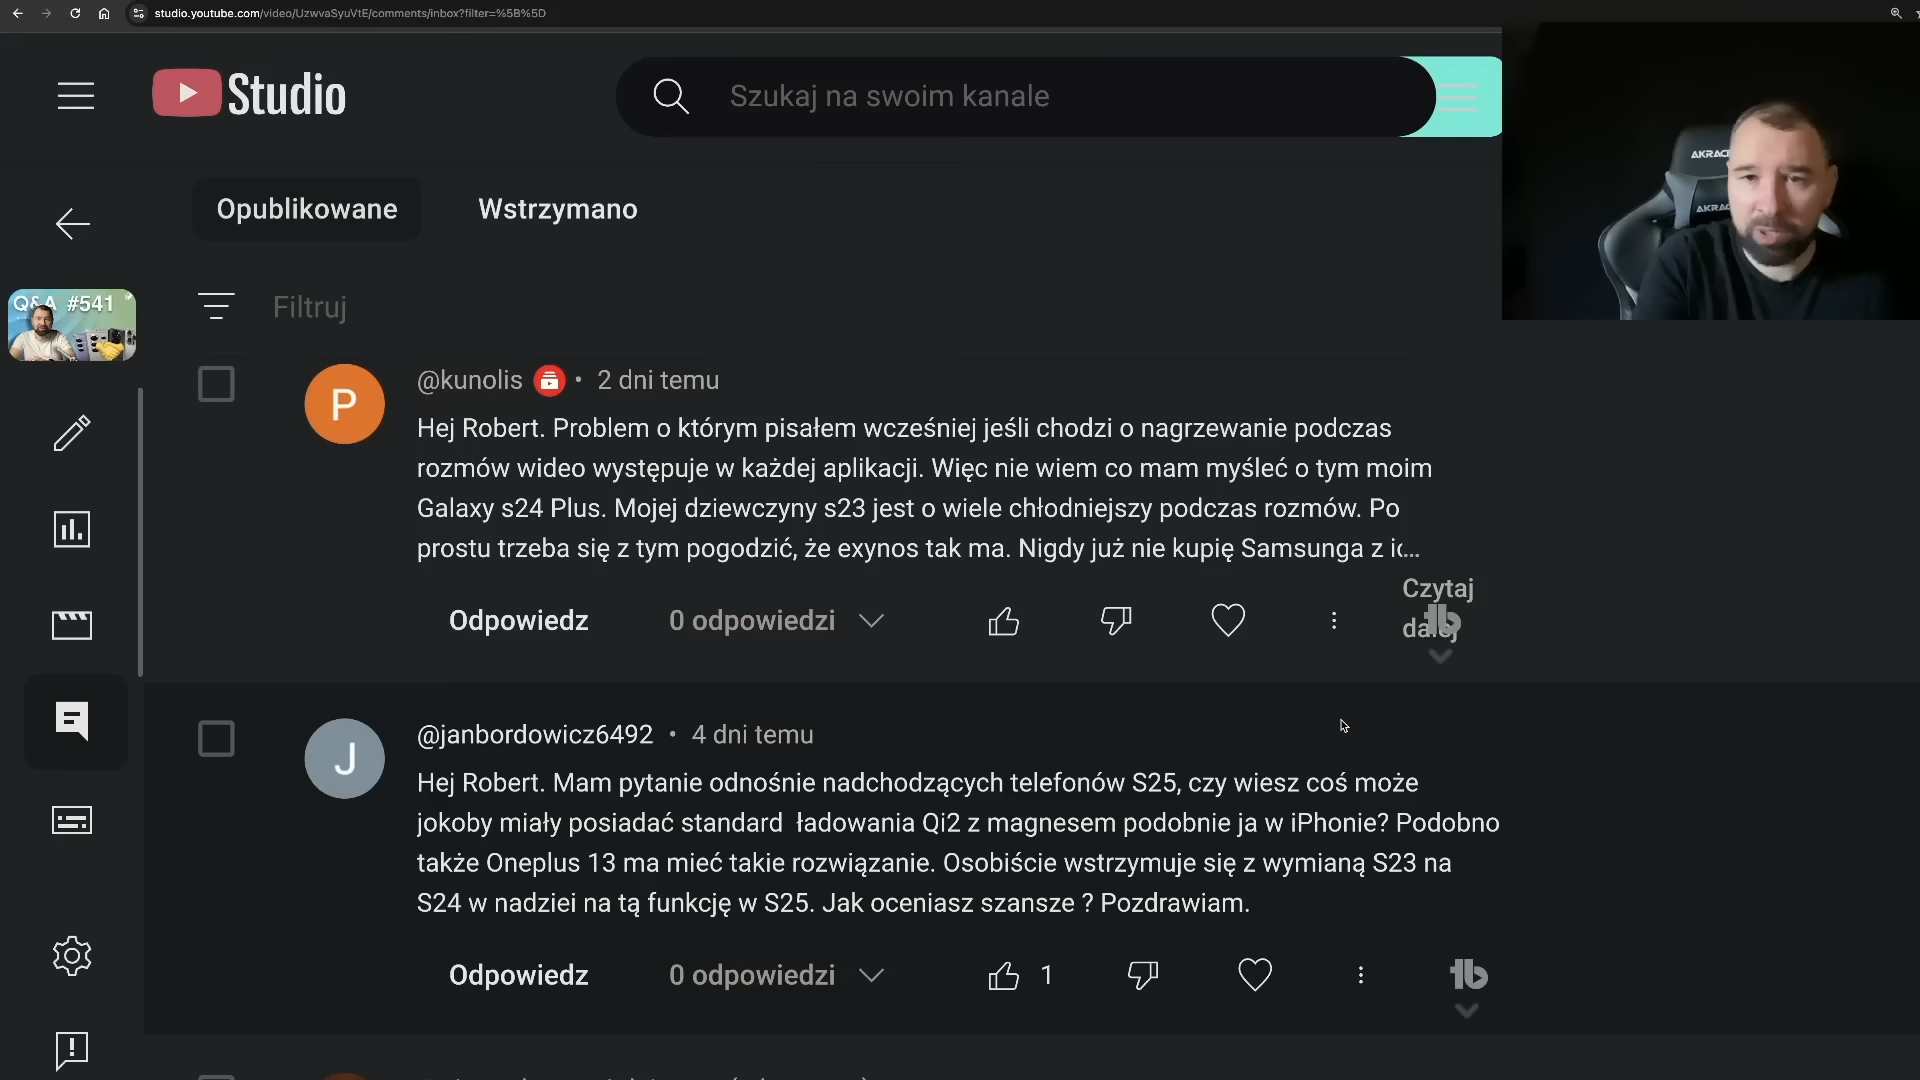 studio.youtube.com/video/UzwvaSyuVtE/comments/inbox?filter=%5B%5D
Studio
Szukaj na swoim kanale
Opublikowane
Wstrzymano
Q&A #541
Filtruj
AKRACI
AKRAC
P
@kunolis • 2 dni temu
Hej Robert. Problem o którym pisałem wcześniej jeśli chodzi o nagrzewanie podczas
rozmów wideo występuje w każdej aplikacji. Więc nie wiem co mam myśleć o tym moim
Galaxy s24 Plus. Mojej dziewczyny s23 jest o wiele chłodniejszy podczas rozmów. Po
prostu trzeba się z tym pogodzić, że exynos tak ma. Nigdy już nie kupię Samsunga z ic...
Czytaj
dalej
Odpowiedz
0 odpowiedzi
J
@janbordowicz6492 • 4 dni temu
Hej Robert. Mam pytanie odnośnie nadchodzących telefonów S25, czy wiesz coś może
jokoby miały posiadać standard ładowania Qi2 z magnesem podobnie ja w iPhonie? Podobno
także Oneplus 13 ma mieć takie rozwiązanie. Osobiście wstrzymuje się z wymianą S23 na
S24 w nadziei na tą funkcję w S25. Jak oceniasz szansze ? Pozdrawiam.
Odpowiedz
0 odpowiedzi
1